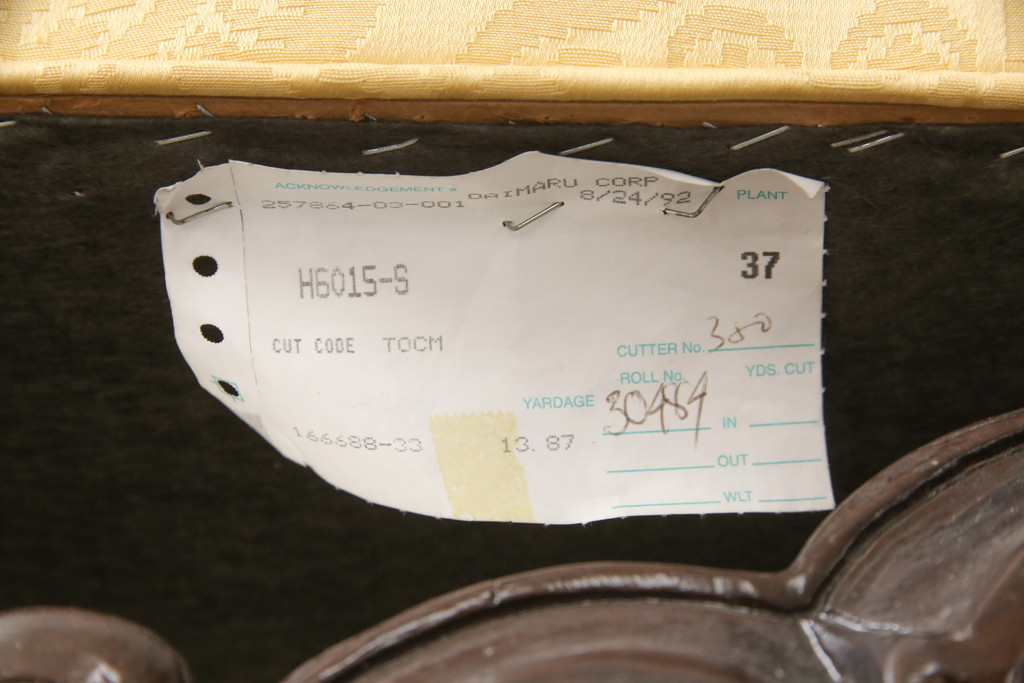 ACKNOWLEDGEMENT #
DAIMARU CORP
257864-03-001
8/24/92
PLANT
H6015-S
37
CUT CODE TOCM
CUTTER No. 380
ROLL No. YDS. CUT
YARDAGE 30484 IN
166688-33 13.87
OUT
WLT